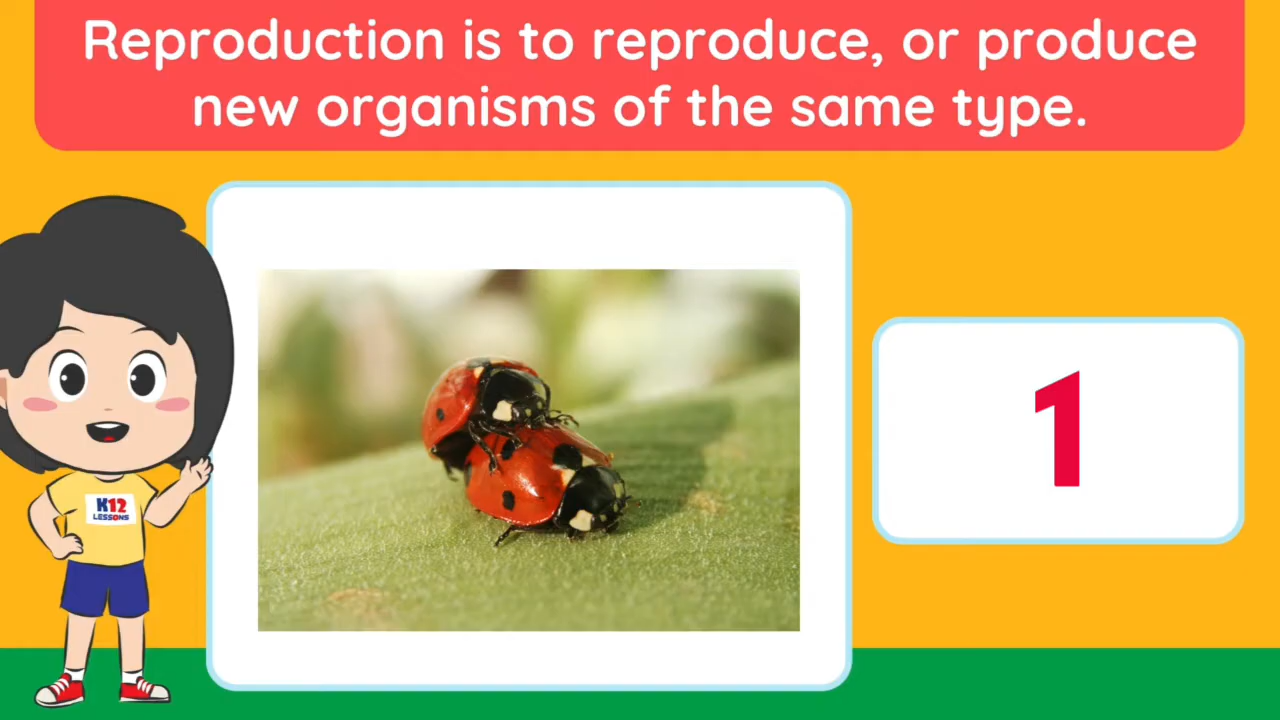 Reproduction is to reproduce, or produce
new organisms of the same type.
1
K12
LESSONS